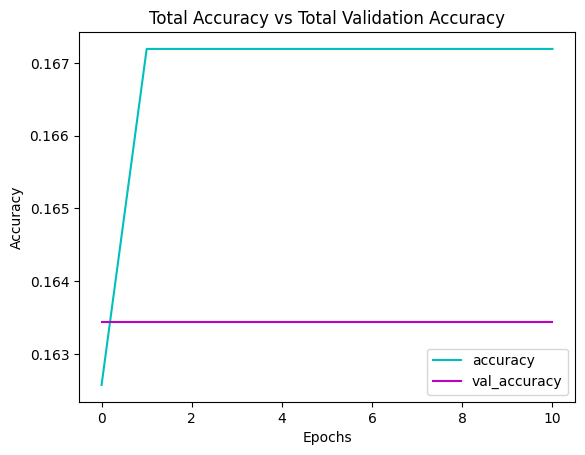 Total Accuracy vs Total Validation Accuracy
0.167
0.166
0.165
0.164
0.163
Accuracy
0 2 4 6 8 10
Epochs
accuracy
val_accuracy